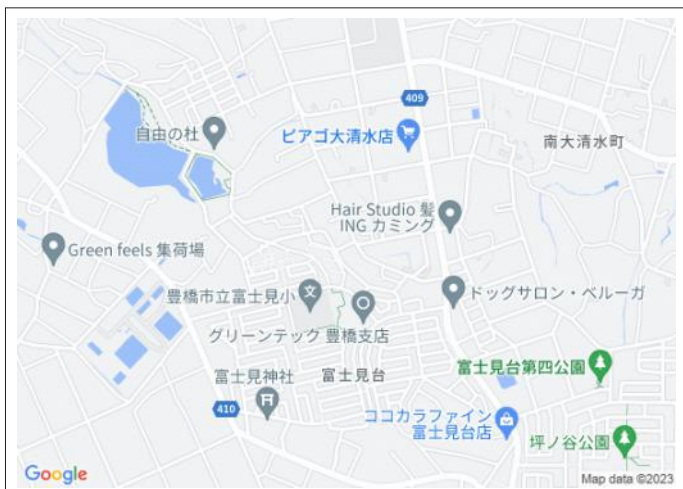 409
自由の杜
ピアゴ大清水店
南大清水町
Hair Studio 髪
ING カミング
Green feels 集荷場
豊橋市立富士見小
文
ドッグサロン・ベルーガ
グリーンテック 豊橋支店
富士見神社
富士見台
富士見台第四公園
410
ココカラファイン
富士見台店
坪ノ谷公園
Google
Map data ©2023